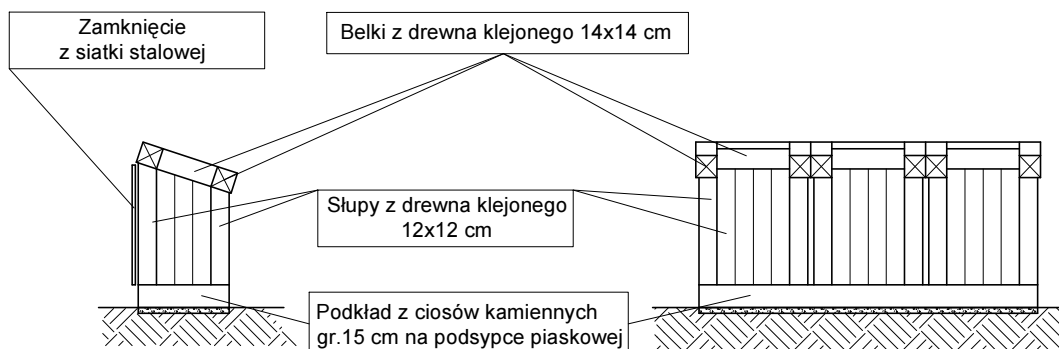 Zamknięcie
z siatki stalowej
Belki z drewna klejonego 14x14 cm
Słupy z drewna klejonego
12x12 cm
Podkład z ciosów kamiennych
gr.15 cm na podsypce piaskowej